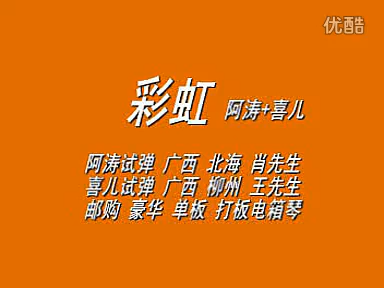 优酷
彩虹 阿涛+喜儿
阿涛试弹 广西 北海 肖先生
喜儿试弹 广西 柳州 王先生
邮购 豪华 单板 打板电箱琴